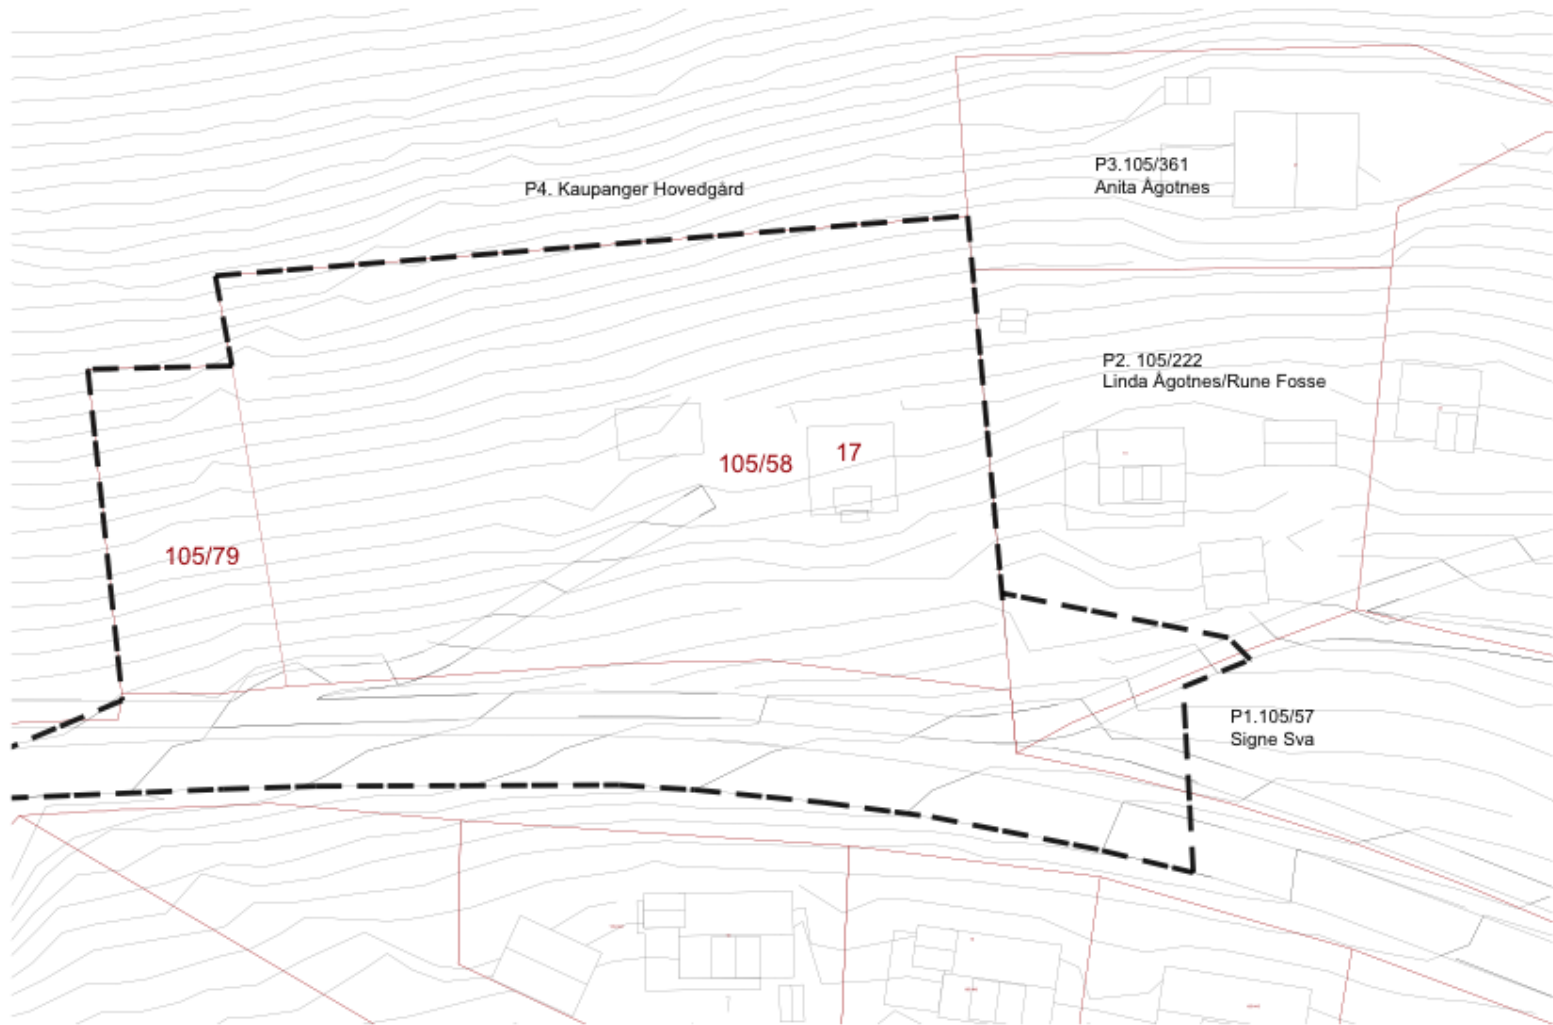 P3.105/361
Anita Ågotnes
P4. Kaupanger Hovedgård
P2. 105/222
Linda Ågotnes/Rune Fosse
105/58
17
105/79
P1.105/57
Signe Sva